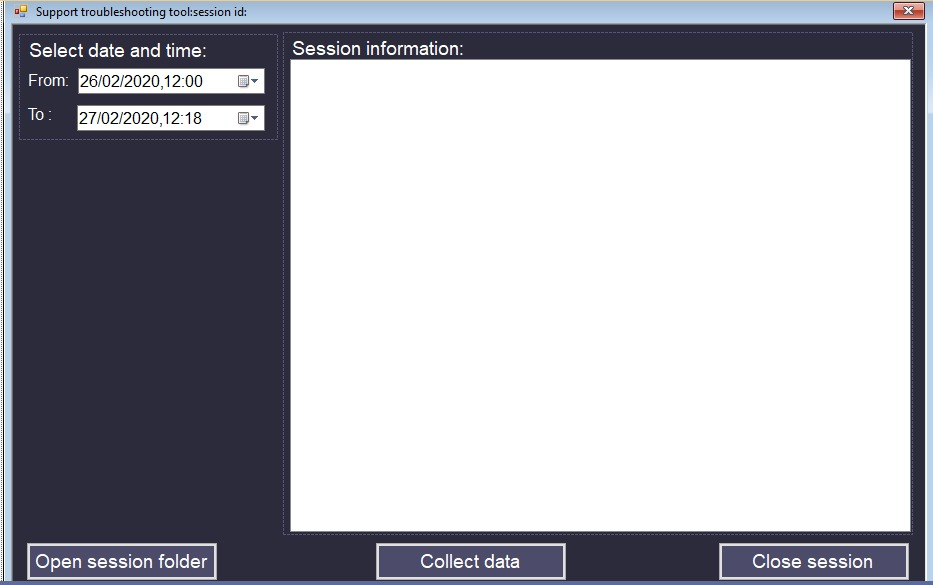 Support troubleshooting tool:session id:
Select date and time:
From: 26/02/2020,12:00
To : 27/02/2020,12:18
Session information:
Open session folder
Collect data
Close session